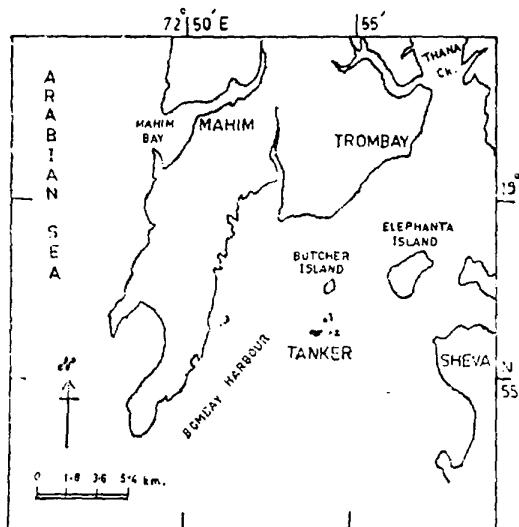 72° 50' E 55'
THANA
CK.
ARABIAN SEA
MAHIM
BAY
MAHIM
TROMBAY
19°
ELEPHANTA
ISLAND
BUTCHER
ISLAND
TANKER
SHEVA
BOMBAY HARBOUR
N
55
0 1·8 3·6 5·4 km.